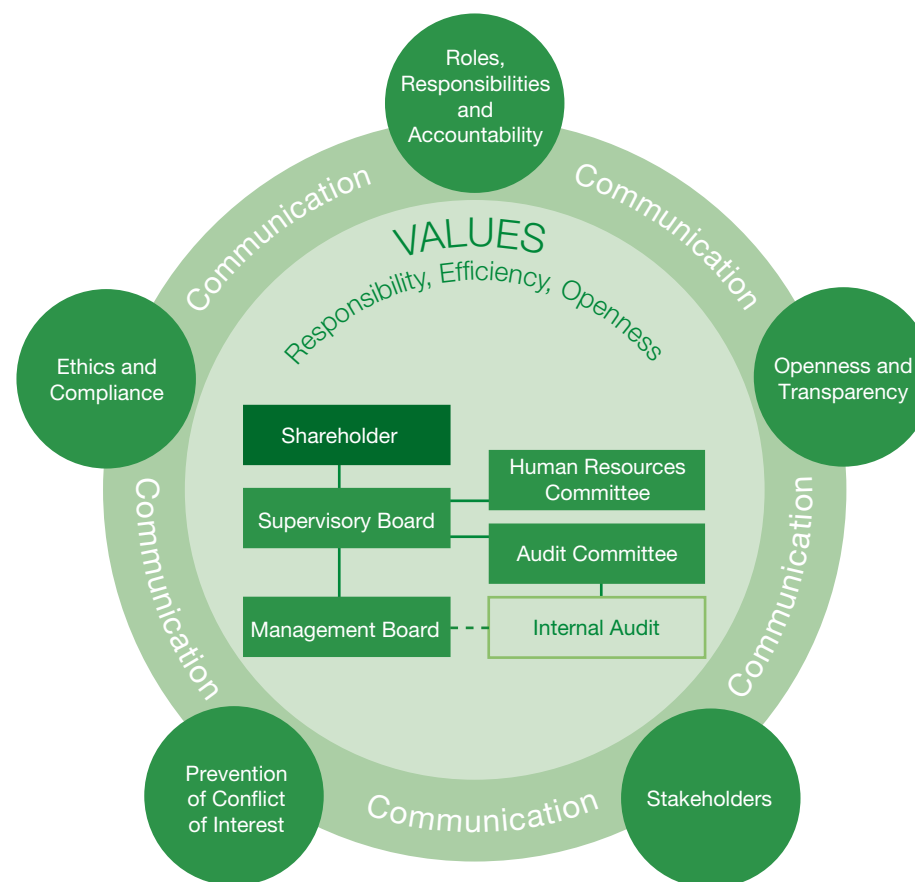 Roles,
Responsibilities
and
Accountability
Communication
Communication
VALUES
Responsibility, Efficiency, Openness
Ethics and
Compliance
Openness and
Transparency
Shareholder
Human Resources
Committee
Supervisory Board
Audit Committee
Management Board
Internal Audit
Communication
Communication
Prevention
of Conflict
of Interest
Communication
Stakeholders